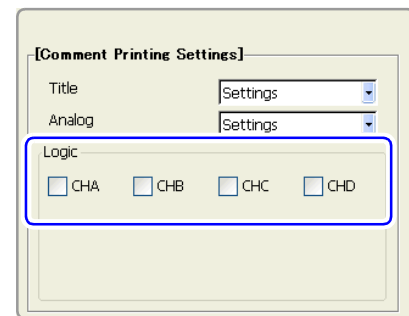 [Comment Printing Settings]
Title Settings
Analog Settings
Logic
CHA CHB CHC CHD